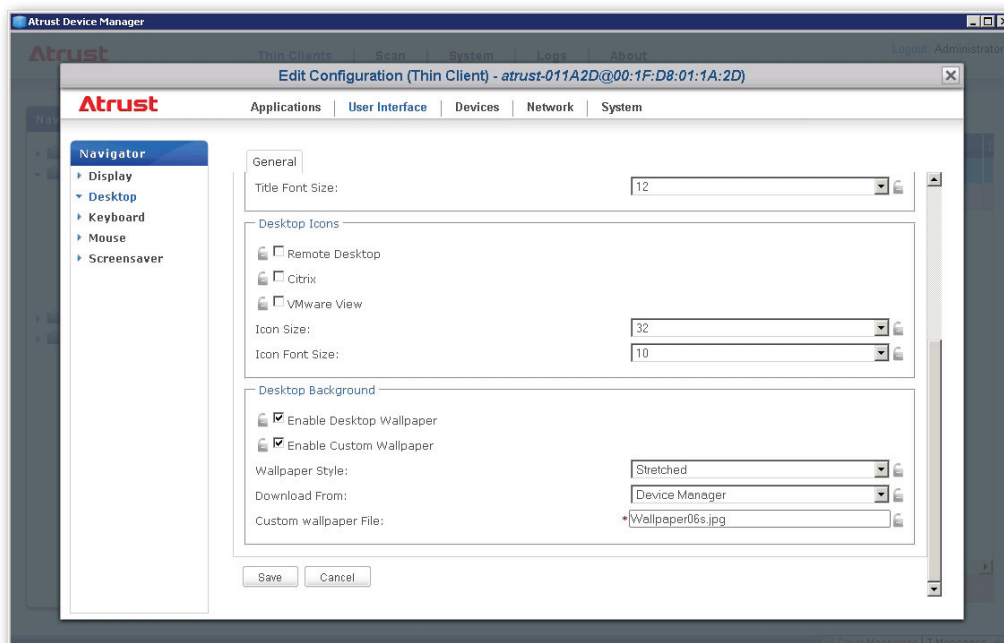 Atrust Device Manager
Atrust
Thin Clients | Scan | System | Logs | About
Logout: Administrator
Edit Configuration (Thin Client) - atrust-011A2D@00:1F:D8:01:1A:2D)
Atrust
Applications | User Interface | Devices | Network | System
Navigator
Display
Desktop
Keyboard
Mouse
Screensaver
General
Title Font Size: 12
Desktop Icons
Remote Desktop
Citrix
VMware View
Icon Size: 32
Icon Font Size: 10
Desktop Background
Enable Desktop Wallpaper
Enable Custom Wallpaper
Wallpaper Style: Stretched
Download From: Device Manager
Custom wallpaper File: *Wallpaper06s.jpg
Save Cancel